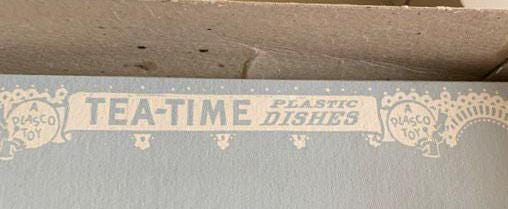 A
PLASCO
TOY
TEA-TIME
PLASTIC
DISHES
A
PLASCO
TOY